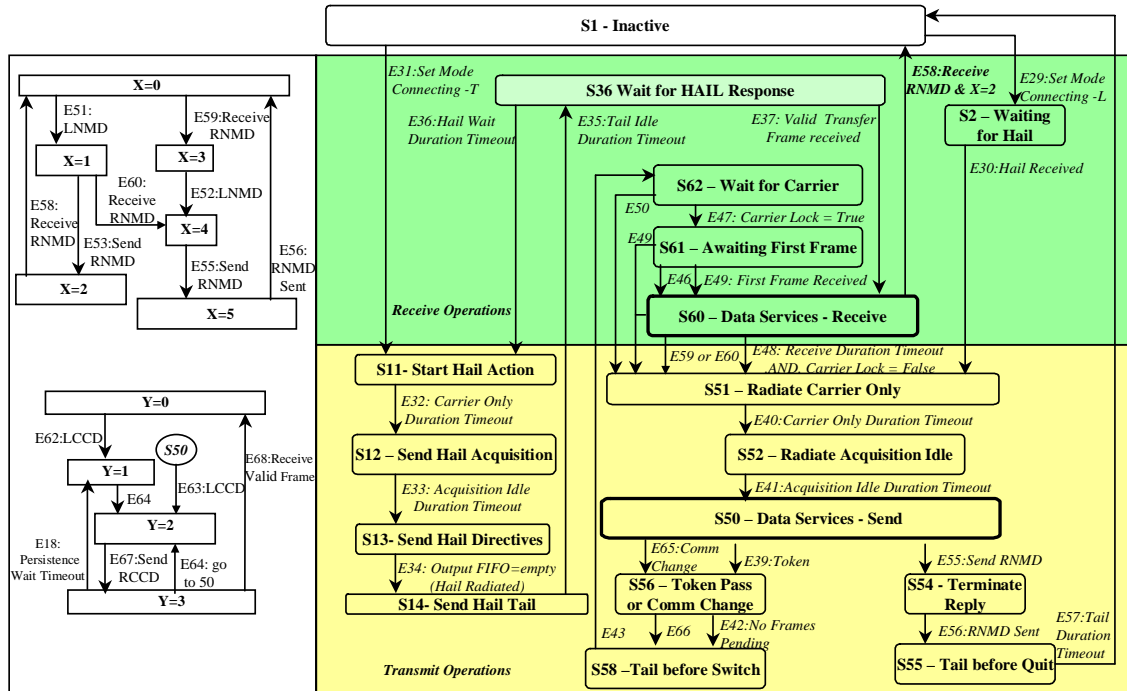 S1 - Inactive
E31:Set Mode
Connecting -T
E58:Receive
RNMD & X=2
E29:Set Mode
Connecting -L
S36 Wait for HAIL Response
E36:Hail Wait
Duration Timeout
E35:Tail Idle
Duration Timeout
E37: Valid Transfer
Frame received
S2 – Waiting
for Hail
E30:Hail Received
S62 – Wait for Carrier
E50
E47: Carrier Lock = True
E49
S61 – Awaiting First Frame
E46
E49: First Frame Received
S60 – Data Services - Receive
Receive Operations
E59 or E60
E48: Receive Duration Timeout
.AND. Carrier Lock = False
S11- Start Hail Action
S51 – Radiate Carrier Only
E32: Carrier Only
Duration Timeout
E40:Carrier Only Duration Timeout
S12 – Send Hail Acquisition
S52 – Radiate Acquisition Idle
E33: Acquisition Idle
Duration Timeout
E41:Acquisition Idle Duration Timeout
S50 – Data Services - Send
S13- Send Hail Directives
E65:Comm
Change
E39:Token
E55:Send RNMD
E34: Output FIFO=empty
(Hail Radiated)
S56 – Token Pass
or Comm Change
S54 - Terminate
Reply
S14- Send Hail Tail
E43
E66
E42:No Frames
Pending
E56:RNMD Sent
E57:Tail
Duration
Timeout
S58 –Tail before Switch
S55 – Tail before Quit
Transmit Operations
X=0
E51:
LNMD
E59:Receive
RNMD
X=1
X=3
E60:
Receive
RNMD
E52:LNMD
E58:
Receive
RNMD
X=4
E53:Send
RNMD
E55:Send
RNMD
E56:
RNMD
Sent
X=2
X=5
Y=0
E62:LCCD
S50
E68:Receive
Valid Frame
Y=1
E64
E63:LCCD
Y=2
E18:
Persistence
Wait Timeout
E67:Send
RCCD
E64: go
to 50
Y=3